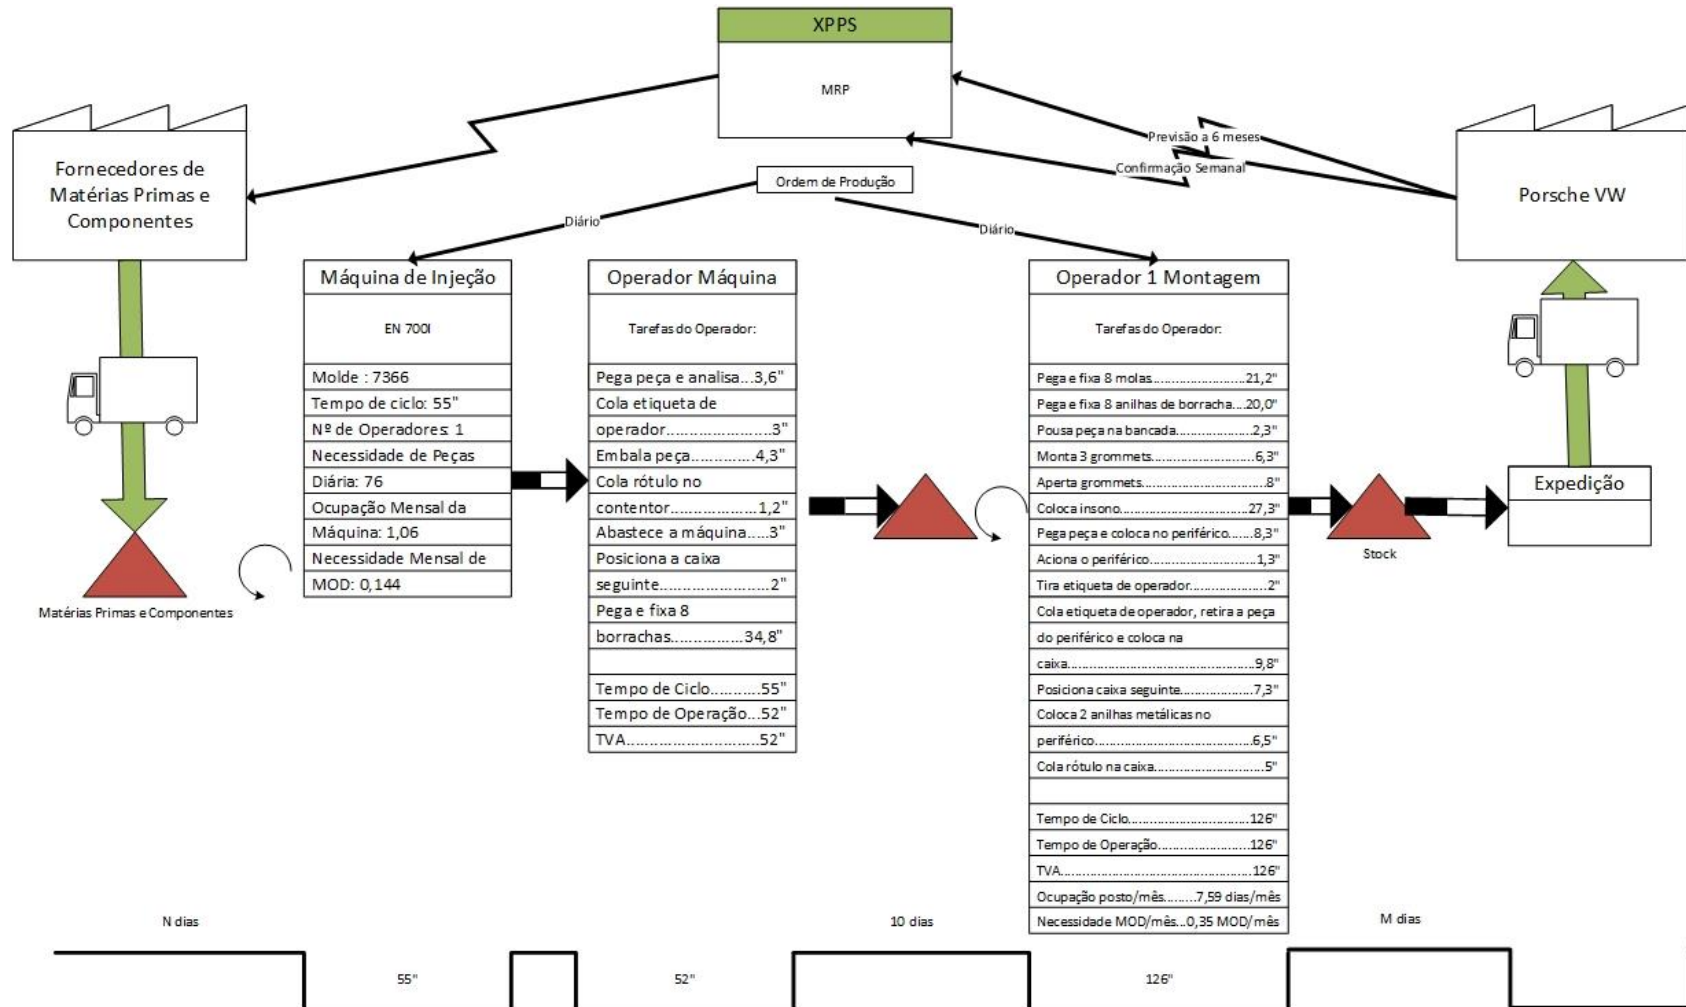 XPPS
MRP
Fornecedores de
Matérias Primas e
Componentes
Previsão a 6 meses
Confirmação Semanal
Porsche VW
Ordem de Produção
Diário
Diário
Máquina de Injeção
EN 700I
Molde : 7366
Tempo de ciclo: 55"
Nº de Operadores: 1
Necessidade de Peças
Diária: 76
Ocupação Mensal da
Máquina: 1,06
Necessidade Mensal de
MOD: 0,144
Operador Máquina
Tarefas do Operador:
Pega peça e analisa...3,6"
Cola etiqueta de
operador.......................3"
Embala peça..............4,3"
Cola rótulo no
contentor...................1,2"
Abastece a máquina.....3"
Posiciona a caixa
seguinte.......................2"
Pega e fixa 8
borrachas................34,8"
Tempo de Ciclo...........55"
Tempo de Operação...52"
TVA.............................52"
Operador 1 Montagem
Tarefas do Operador:
Pega e fixa 8 molas..........................21,2"
Pega e fixa 8 anilhas de borracha....20,0"
Pousa peça na bancada......................2,3"
Monta 3 grommets............................6,3"
Aperta grommets...............................8"
Coloca insono...................................27,3"
Pega peça e coloca no periférico.......8,3"
Aciona o periférico.............................1,3"
Tira etiqueta de operador......................2"
Cola etiqueta de operador, retira a peça
do periférico e coloca na
caixa....................................................9,8"
Posiciona caixa seguinte....................7,3"
Coloca 2 anilhas metálicas no
periférico............................................6,5"
Cola rótulo na caixa...............................5"
Tempo de Ciclo..................................126"
Tempo de Operação..........................126"
TVA.....................................................126"
Ocupação posto/mês.........7,59 dias/mês
Necessidade MOD/mês...0,35 MOD/mês
Stock
Expedição
Matérias Primas e Componentes
N dias
10 dias
M dias
55"
52"
126"